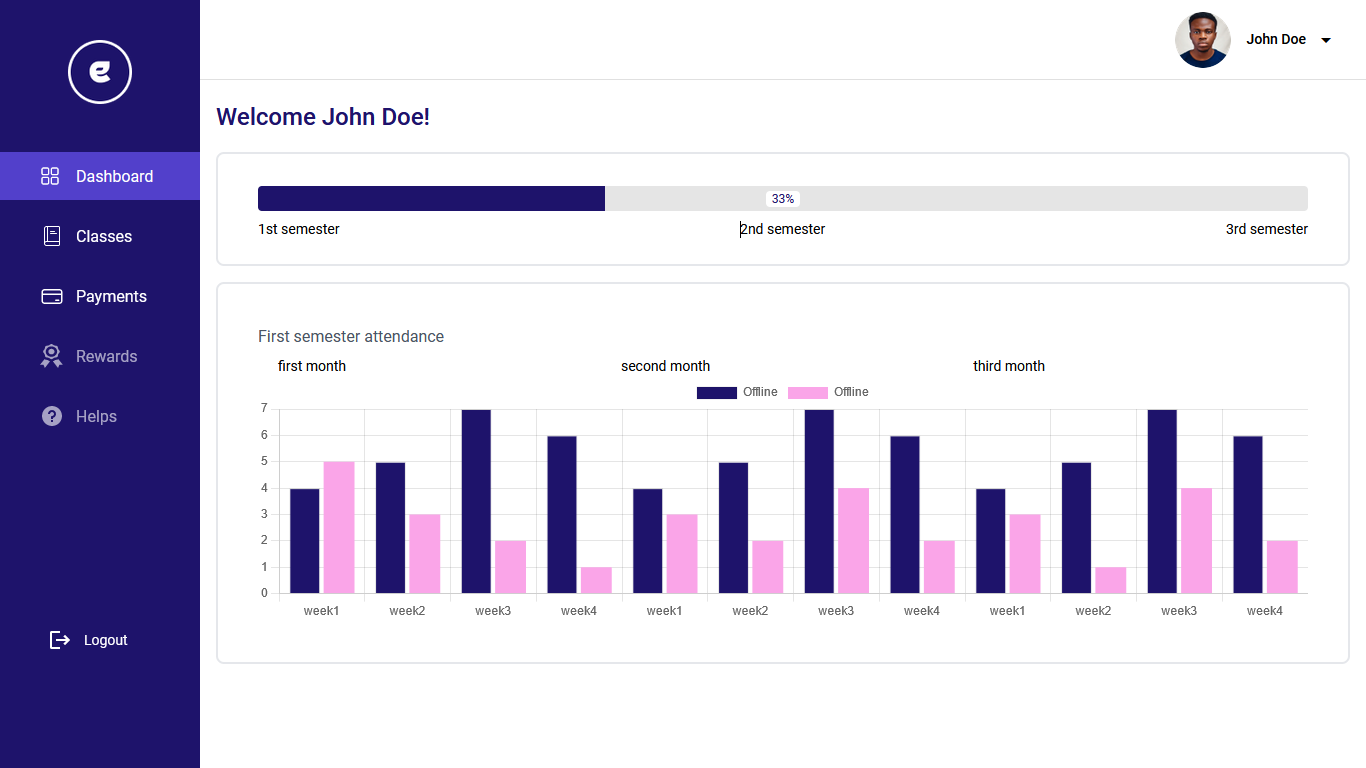 e
John Doe
Welcome John Doe!
Dashboard
Classes
Payments
Rewards
? Helps
Logout
33%
1st semester 2nd semester 3rd semester
First semester attendance
first month second month third month
Offline Offline
7
6
5
4
3
2
1
0
week1 week2 week3 week4 week1 week2 week3 week4 week1 week2 week3 week4